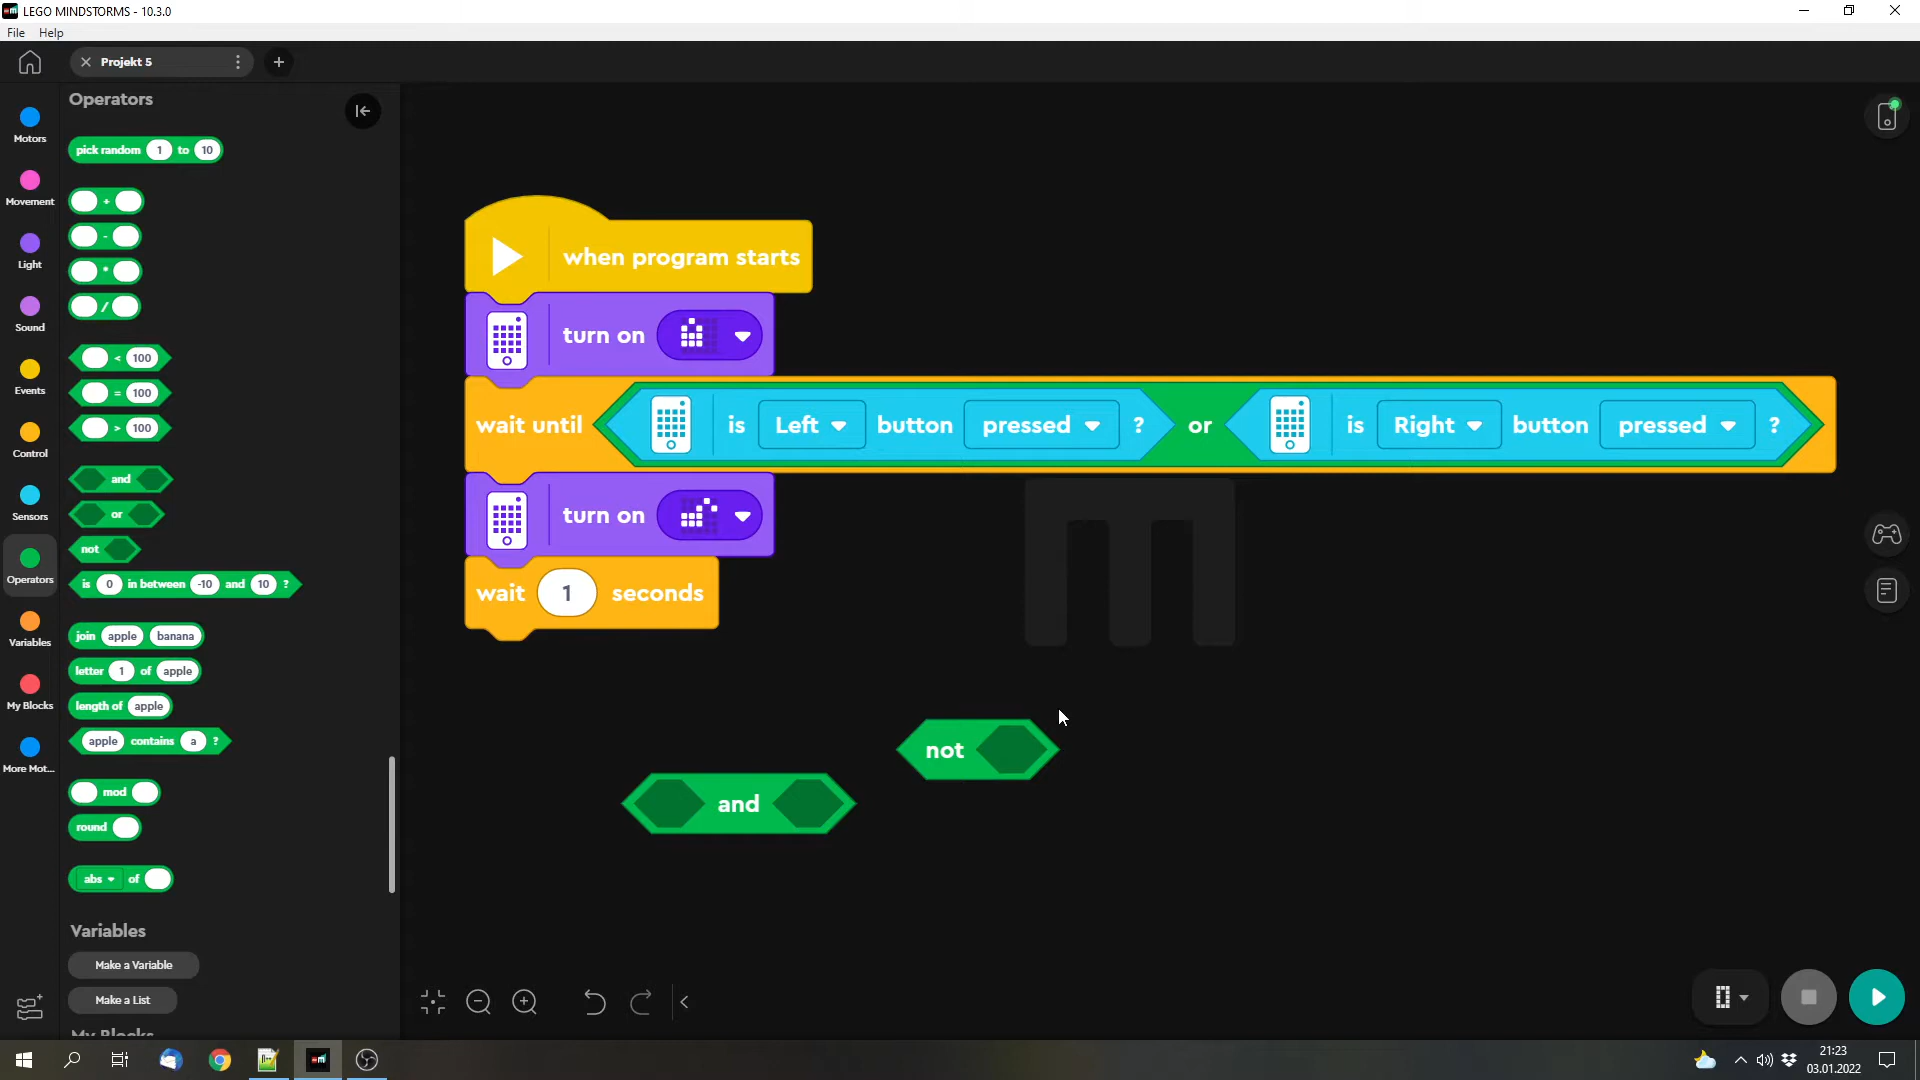 LEGO MINDSTORMS - 10.3.0
File Help
Projekt 5
Motors
Movement
Light
Sound
Events
Control
Sensors
Operators
Variables
My Blocks
More Mot...
Operators
pick random 1 to 10
+
-
*
/
< 100
= 100
> 100
and
or
not
is 0 in between -10 and 10 ?
join apple banana
letter 1 of apple
length of apple
apple contains a ?
mod
round
abs of
Variables
Make a Variable
Make a List
My Blocks
when program starts
turn on
wait until is Left button pressed ? or is Right button pressed ?
turn on
wait 1 seconds
not
and
21:23
03.01.2022